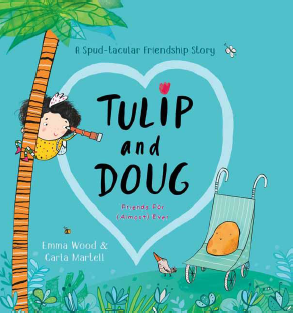 A Spud-tacular Friendship Story
TULIP
and
DOUG
Friends For
(Almost) Ever
Emma Wood &
Carla Martell